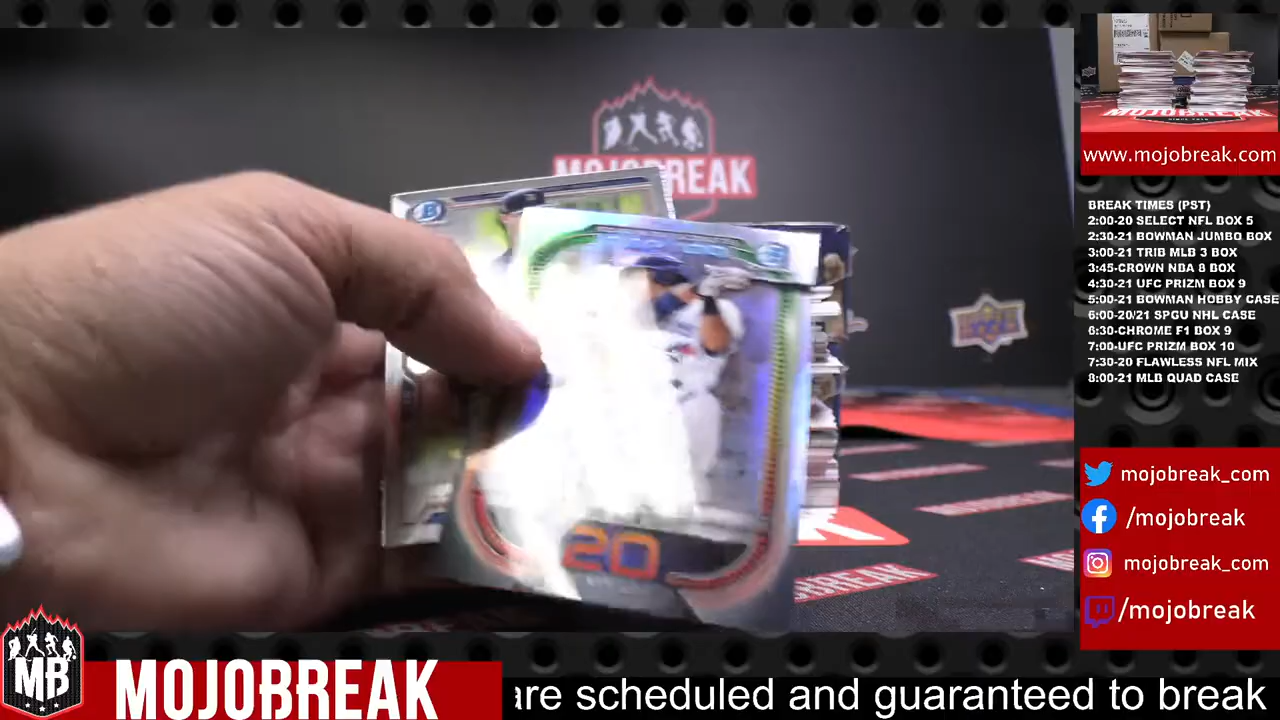 MOJOBREAK
www.mojobreak.com
BREAK TIMES (PST)
2:00-20 SELECT NFL BOX 5
2:30-21 BOWMAN JUMBO BOX
3:00-21 TRIB MLB 3 BOX
3:45-CROWN NBA 8 BOX
4:30-21 UFC PRIZM BOX 9
5:00-21 BOWMAN HOBBY CASE
6:00-20/21 SPGU NHL CASE
6:30-CHROME F1 BOX 9
7:00-UFC PRIZM BOX 10
7:30-20 FLAWLESS NFL MIX
8:00-21 MLB QUAD CASE
B
20
mojobreak_com
/mojobreak
mojobreak_com
/mojobreak
MB
MOJOBREAK
are scheduled and guaranteed to break